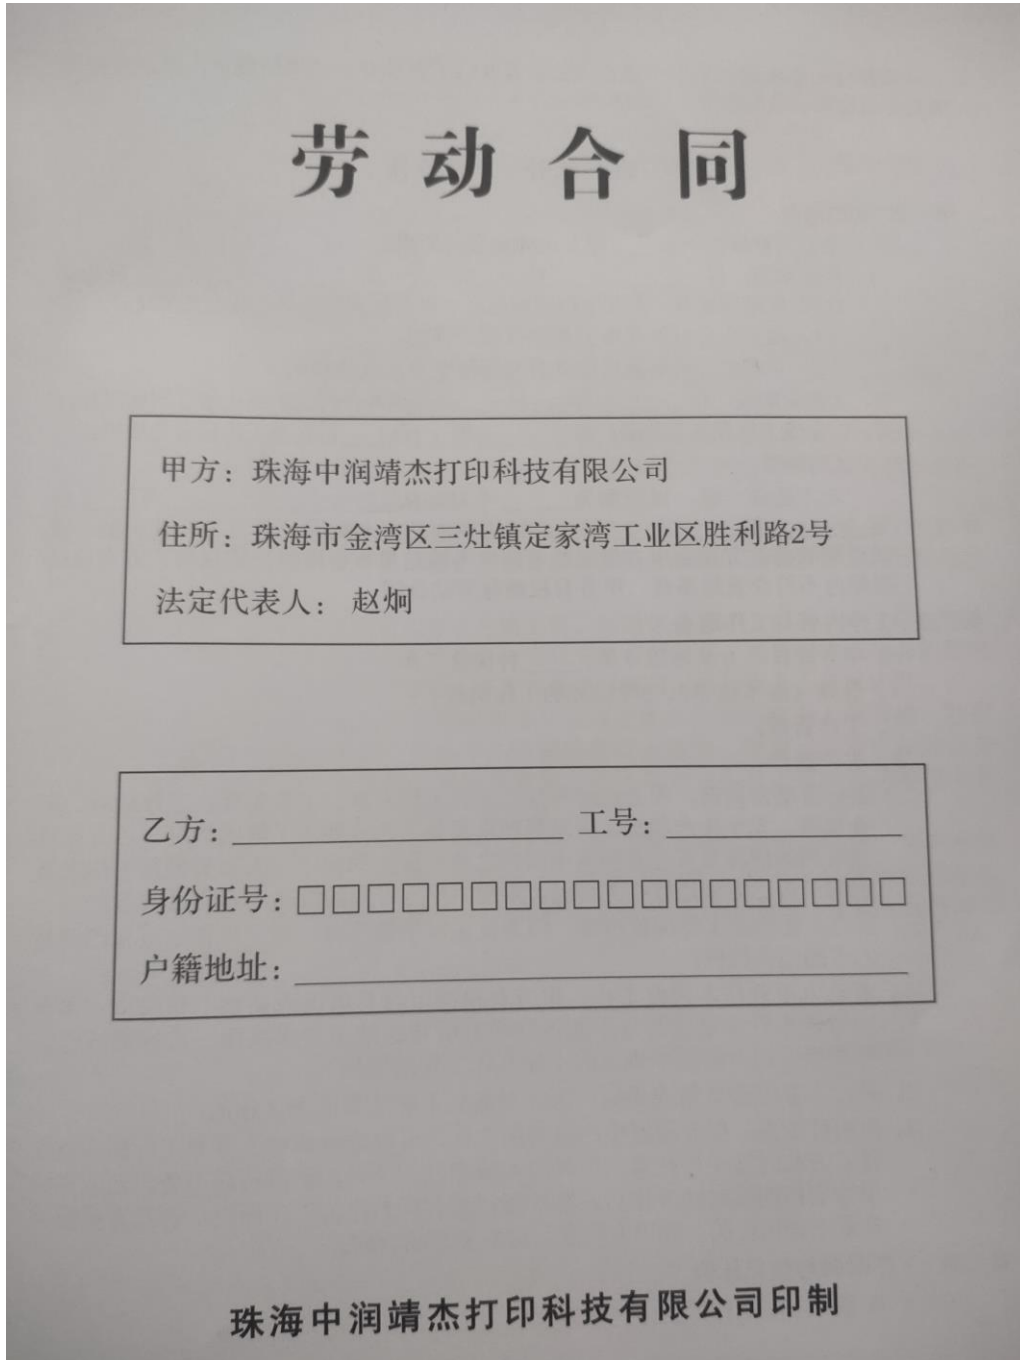 劳动合同
甲方：珠海中润靖杰打印科技有限公司
住所：珠海市金湾区三灶镇定家湾工业区胜利路2号
法定代表人：赵炯
乙方：　工号：
身份证号：□□□□□□□□□□□□□□□□□□
户籍地址：
珠海中润靖杰打印科技有限公司印制